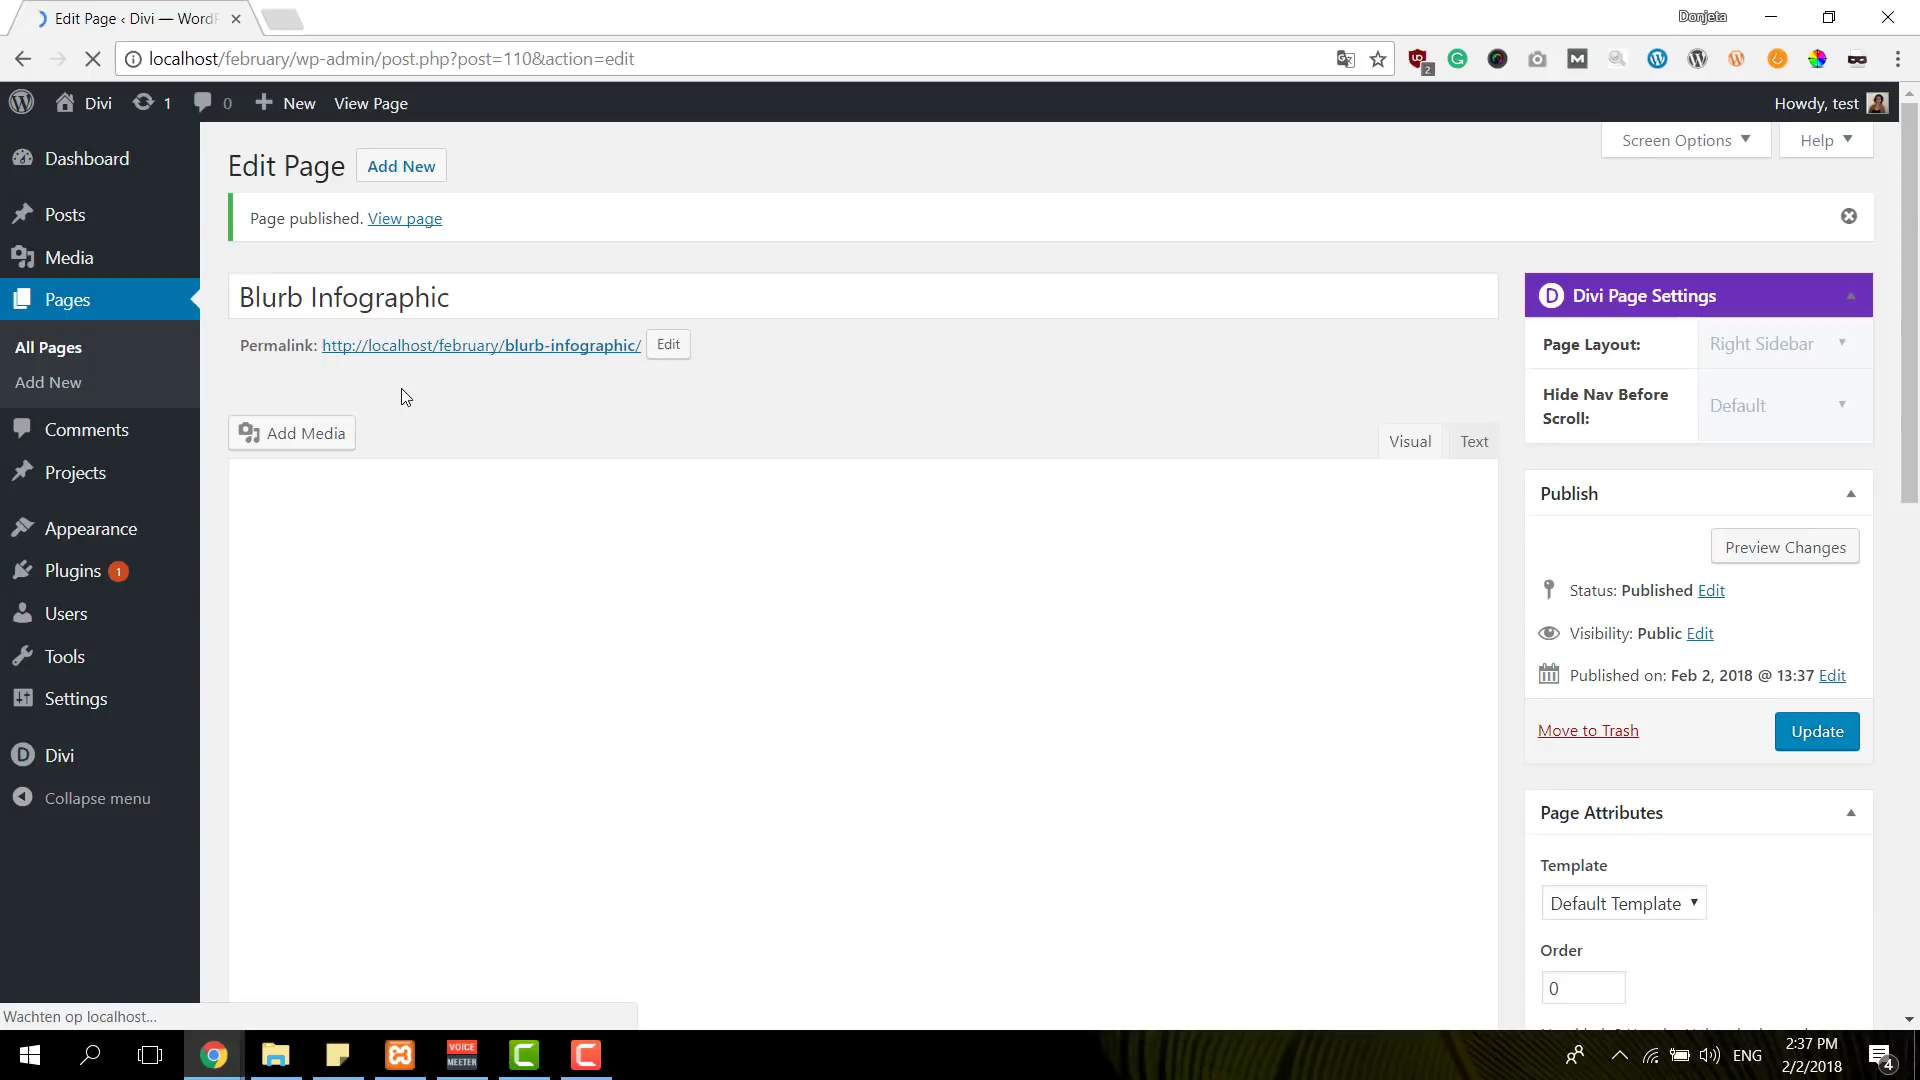 Edit Page ‹ Divi — WordP
Donjeta
localhost/february/wp-admin/post.php?post=110&action=edit
2
Divi 1 0 New View Page
Howdy, test
Screen Options Help
Dashboard
Posts
Media
Pages
All Pages
Add New
Comments
Projects
Appearance
Plugins 1
Users
Tools
Settings
Divi
Collapse menu
Edit Page Add New
Page published. View page
Blurb Infographic
Permalink: http://localhost/february/blurb-infographic/ Edit
Add Media
Visual Text
Divi Page Settings
Page Layout: Right Sidebar
Hide Nav Before
Scroll:
Default
Publish
Preview Changes
Status: Published Edit
Visibility: Public Edit
Published on: Feb 2, 2018 @ 13:37 Edit
Move to Trash Update
Page Attributes
Template
Default Template
Order
0
Wachten op localhost...
VOICE
MEETER
ENG
2:37 PM
2/2/2018
4